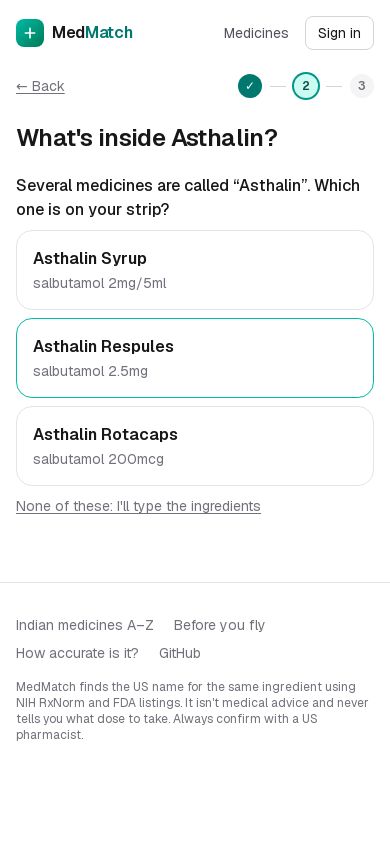 MedMatch
Medicines
Sign in
← Back
✓
2
3
What's inside Asthalin?
Several medicines are called “Asthalin”. Which
one is on your strip?
Asthalin Syrup
salbutamol 2mg/5ml
Asthalin Respules
salbutamol 2.5mg
Asthalin Rotacaps
salbutamol 200mcg
None of these: I'll type the ingredients
Indian medicines A–Z
Before you fly
How accurate is it?
GitHub
MedMatch finds the US name for the same ingredient using
NIH RxNorm and FDA listings. It isn't medical advice and never
tells you what dose to take. Always confirm with a US
pharmacist.